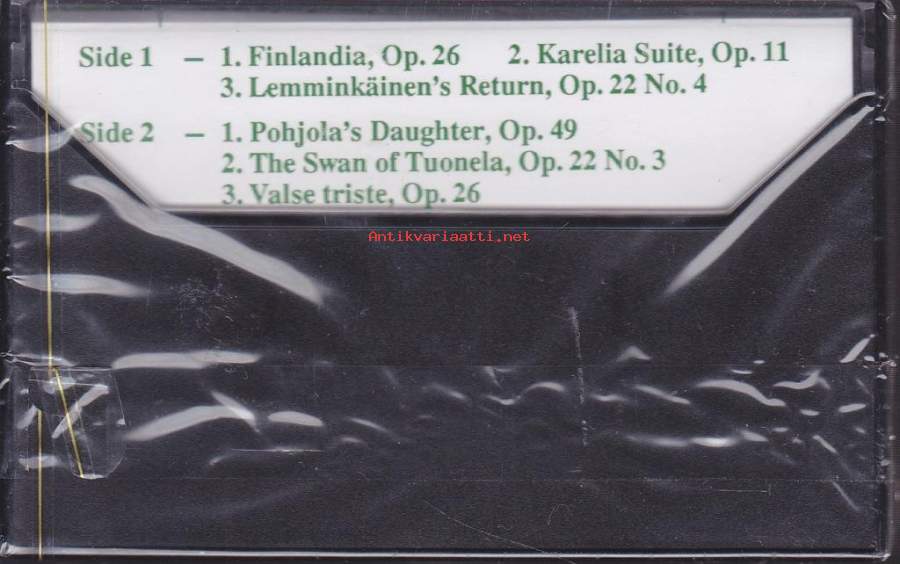 Side 1 – 1. Finlandia, Op. 26 2. Karelia Suite, Op. 11
3. Lemminkäinen's Return, Op. 22 No. 4
Side 2 – 1. Pohjola's Daughter, Op. 49
2. The Swan of Tuonela, Op. 22 No. 3
3. Valse triste, Op. 26
Antikvariaatti.net